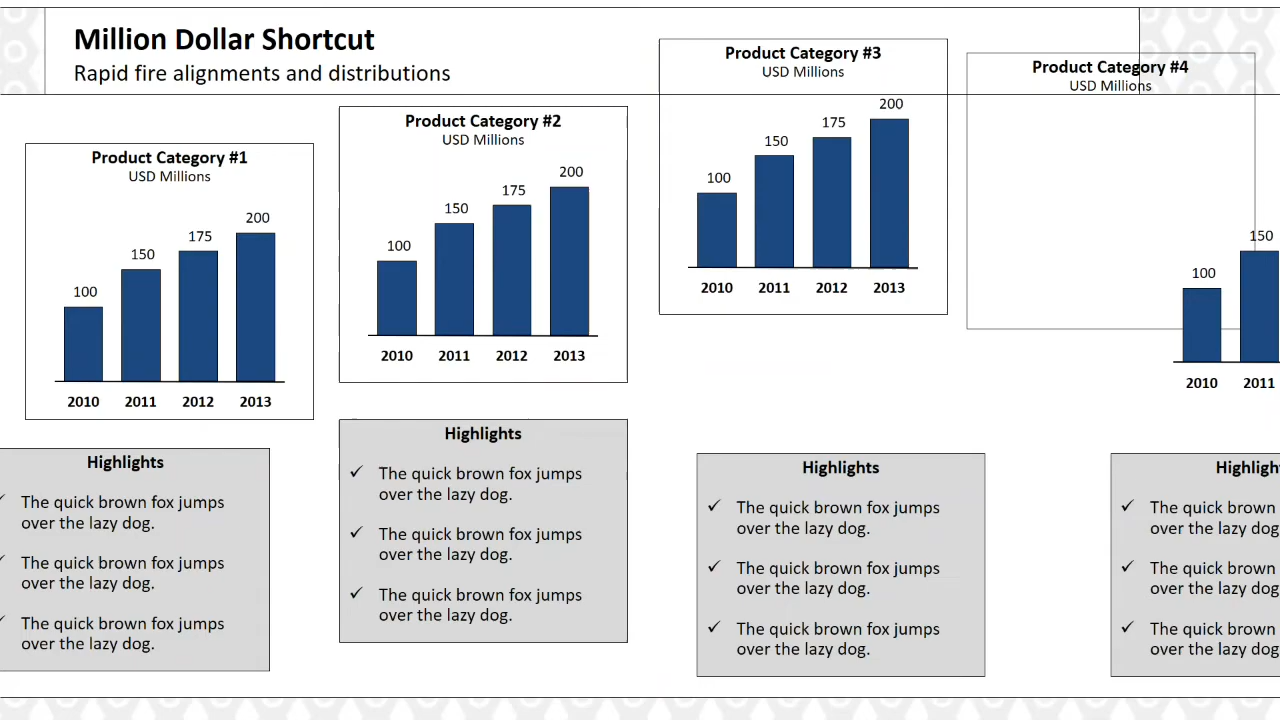 Million Dollar Shortcut
Rapid fire alignments and distributions
Product Category #1
USD Millions
100
150
175
200
2010 2011 2012 2013
Product Category #2
USD Millions
100
150
175
200
2010 2011 2012 2013
Product Category #3
USD Millions
100
150
175
200
2010 2011 2012 2013
Product Category #4
USD Millions
100
150
2010 2011
Highlights
✓ The quick brown fox jumps
over the lazy dog.
✓ The quick brown fox jumps
over the lazy dog.
✓ The quick brown fox jumps
over the lazy dog.
Highlights
✓ The quick brown fox jumps
over the lazy dog.
✓ The quick brown fox jumps
over the lazy dog.
✓ The quick brown fox jumps
over the lazy dog.
Highlights
✓ The quick brown fox jumps
over the lazy dog.
✓ The quick brown fox jumps
over the lazy dog.
✓ The quick brown fox jumps
over the lazy dog.
Highligh
✓ The quick brown
over the lazy dog
✓ The quick brown
over the lazy dog
✓ The quick brown
over the lazy dog